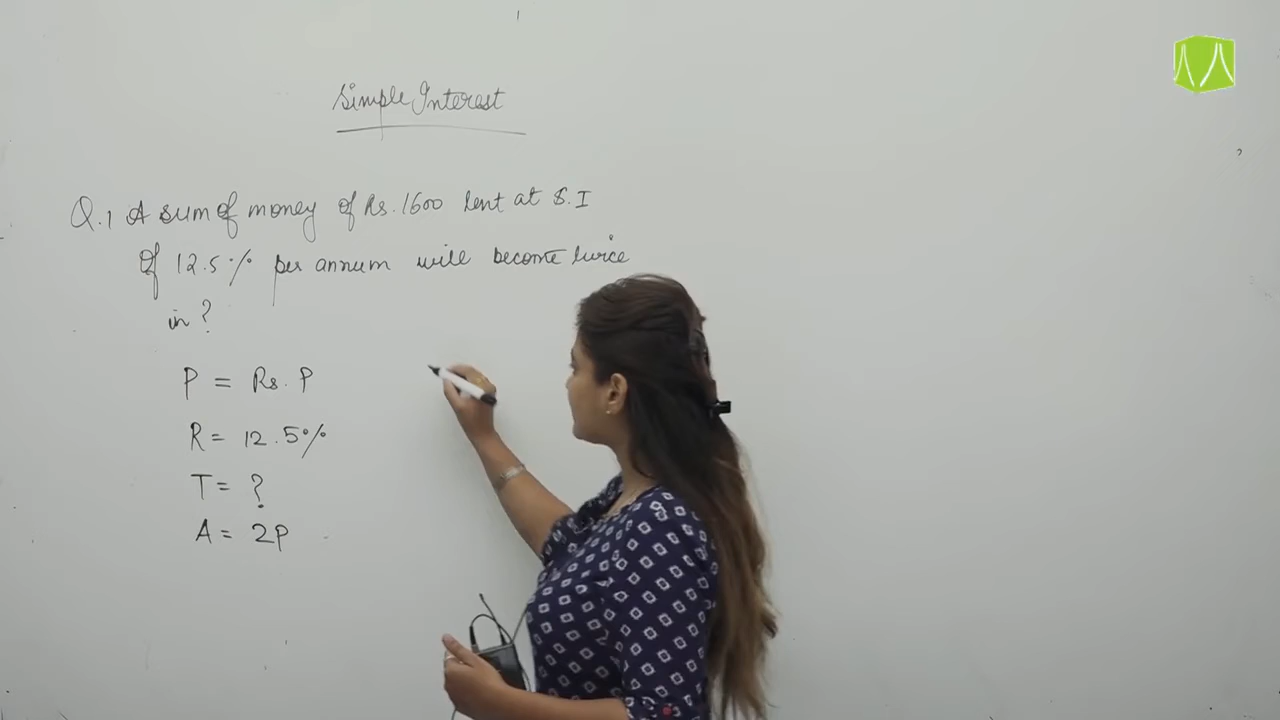 Simple Interest
Q.1 A sum of money of Rs. 1600 lent at S.I
of 12.5% per annum will become twice
in ?
P = Rs. P
R = 12.5%
T = ?
A = 2P